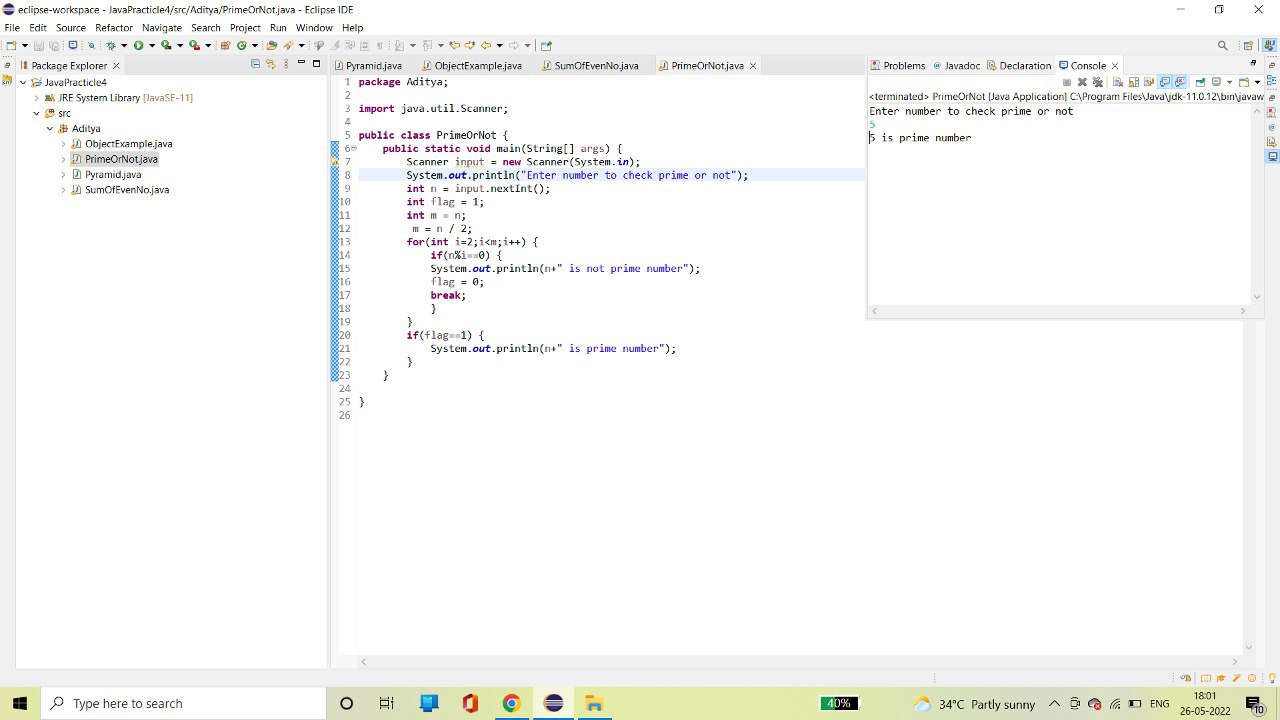 eclipse-workspace - JavaPracticle4/src/Aditya/PrimeOrNot.java - Eclipse IDE
File Edit Source Refactor Navigate Search Project Run Window Help
Package Explorer
JavaPracticle4
JRE System Library [JavaSE-11]
src
Aditya
ObjectExample.java
PrimeOrNot.java
Pyramid.java
SumOfEvenNo.java
Pyramid.java ObjectExample.java SumOfEvenNo.java PrimeOrNot.java
1 package Aditya;
2
3 import java.util.Scanner;
4
5 public class PrimeOrNot {
6 public static void main(String[] args) {
7 Scanner input = new Scanner(System.in);
8 System.out.println("Enter number to check prime or not");
9 int n = input.nextInt();
10 int flag = 1;
11 int m = n;
12 m = n / 2;
13 for(int i=2;i<m;i++) {
14 if(n%i==0) {
15 System.out.println(n+" is not prime number");
16 flag = 0;
17 break;
18 }
19 }
20 if(flag==1) {
21 System.out.println(n+" is prime number");
22 }
23 }
24
25 }
26
Problems Javadoc Declaration Console
<terminated> PrimeOrNot [Java Application] C:\Program Files\Java\jdk-11.0.12\bin\javaw
Enter number to check prime or not
5
5 is prime number
Type here to search
40%
34°C Partly sunny
ENG
18:01
26-05-2022
10